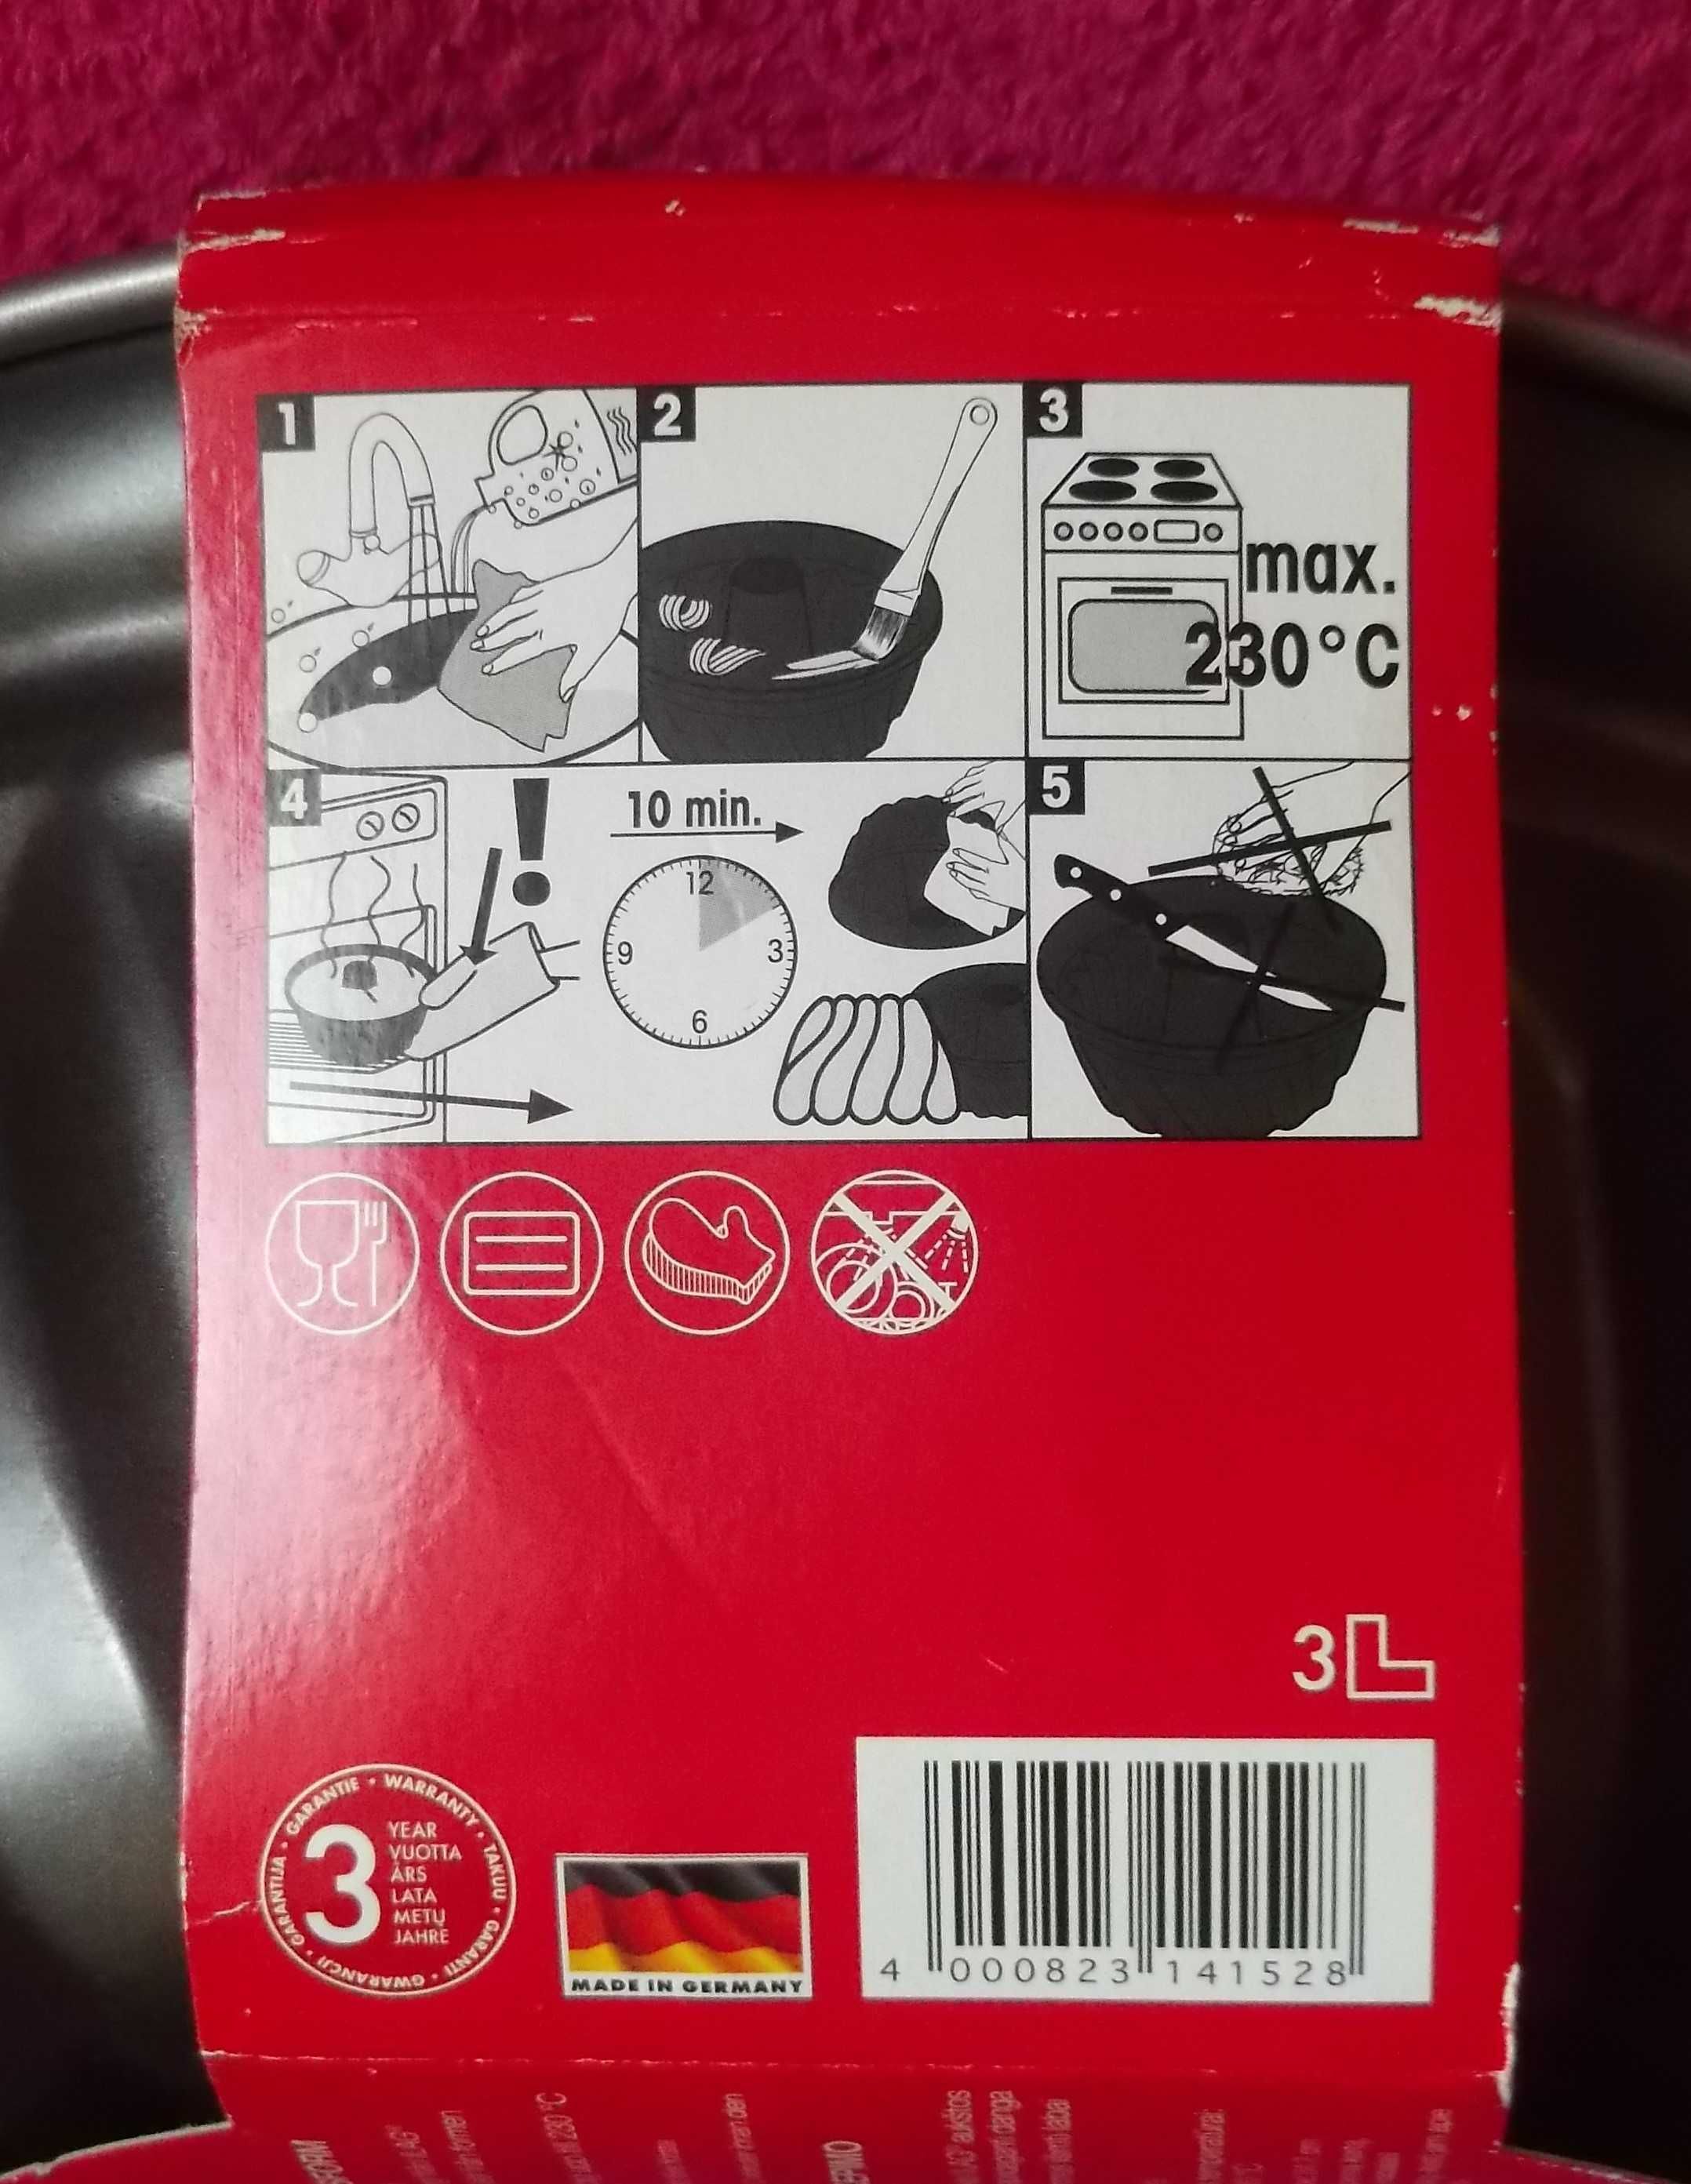 1
2
3
max.
230°C
4
10 min.
12
3
6
9
5
3L
GARANTIE • WARRANTY • TAKUU • GARANTI • GWARANCJI • GARANTIJA •
3
YEAR
VUOTTA
ÅRS
LATA
METŲ
JAHRE
MADE IN GERMANY
4 000823 141528
230 °C